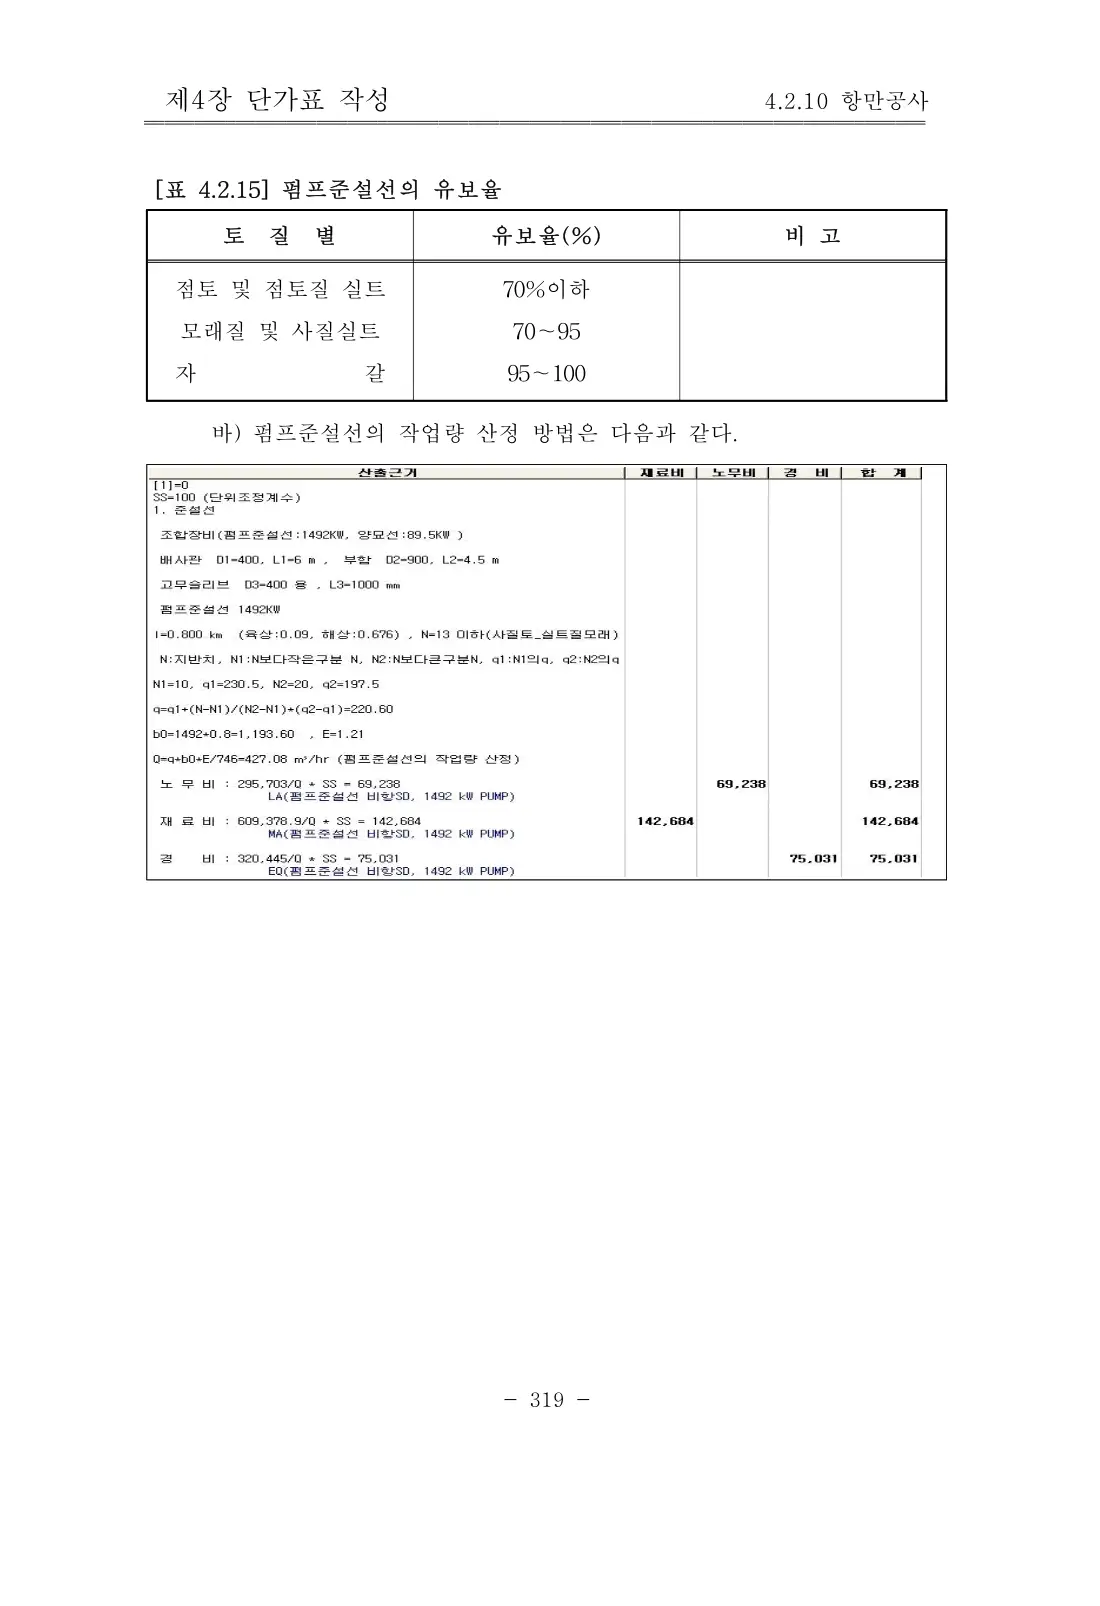 제4장 단가표 작성 4.2.10 항만공사
[표 4.2.15] 펌프준설선의 유보율
토 질 별 유보율(%) 비 고
점토 및 점토질 실트 70%이하
모래질 및 사질실트 70~95
자 갈 95~100
바) 펌프준설선의 작업량 산정 방법은 다음과 같다.
산출근거 재료비 노무비 경 비 합 계
[1]=0
SS=100 (단위조정계수)
1. 준설선
조합장비(펌프준설선:1492KW, 양묘선:89.5KW )
배사관 D1=400, L1=6 m , 부함 D2=900, L2=4.5 m
고무슬리브 D3=400 용 , L3=1000 mm
펌프준설선 1492KW
l=0.800 km (육상:0.09, 해상:0.676) , N=13 이하(사질토_실트질모래)
N:지반치, N1:N보다작은구분 N, N2:N보다큰구분N, q1:N1의q, q2:N2의q
N1=10, q1=230.5, N2=20, q2=197.5
q=q1+(N-N1)/(N2-N1)*(q2-q1)=220.60
b0=1492*0.8=1,193.60 , E=1.21
Q=q*b0*E/746=427.08 m³/hr (펌프준설선의 작업량 산정)
노 무 비 : 295,703/Q * SS = 69,238 69,238 69,238
LA(펌프준설선 비항SD, 1492 kW PUMP)
재 료 비 : 609,378.9/Q * SS = 142,684 142,684 142,684
MA(펌프준설선 비항SD, 1492 kW PUMP)
경 비 : 320,445/Q * SS = 75,031 75,031 75,031
EQ(펌프준설선 비항SD, 1492 kW PUMP)
- 319 -